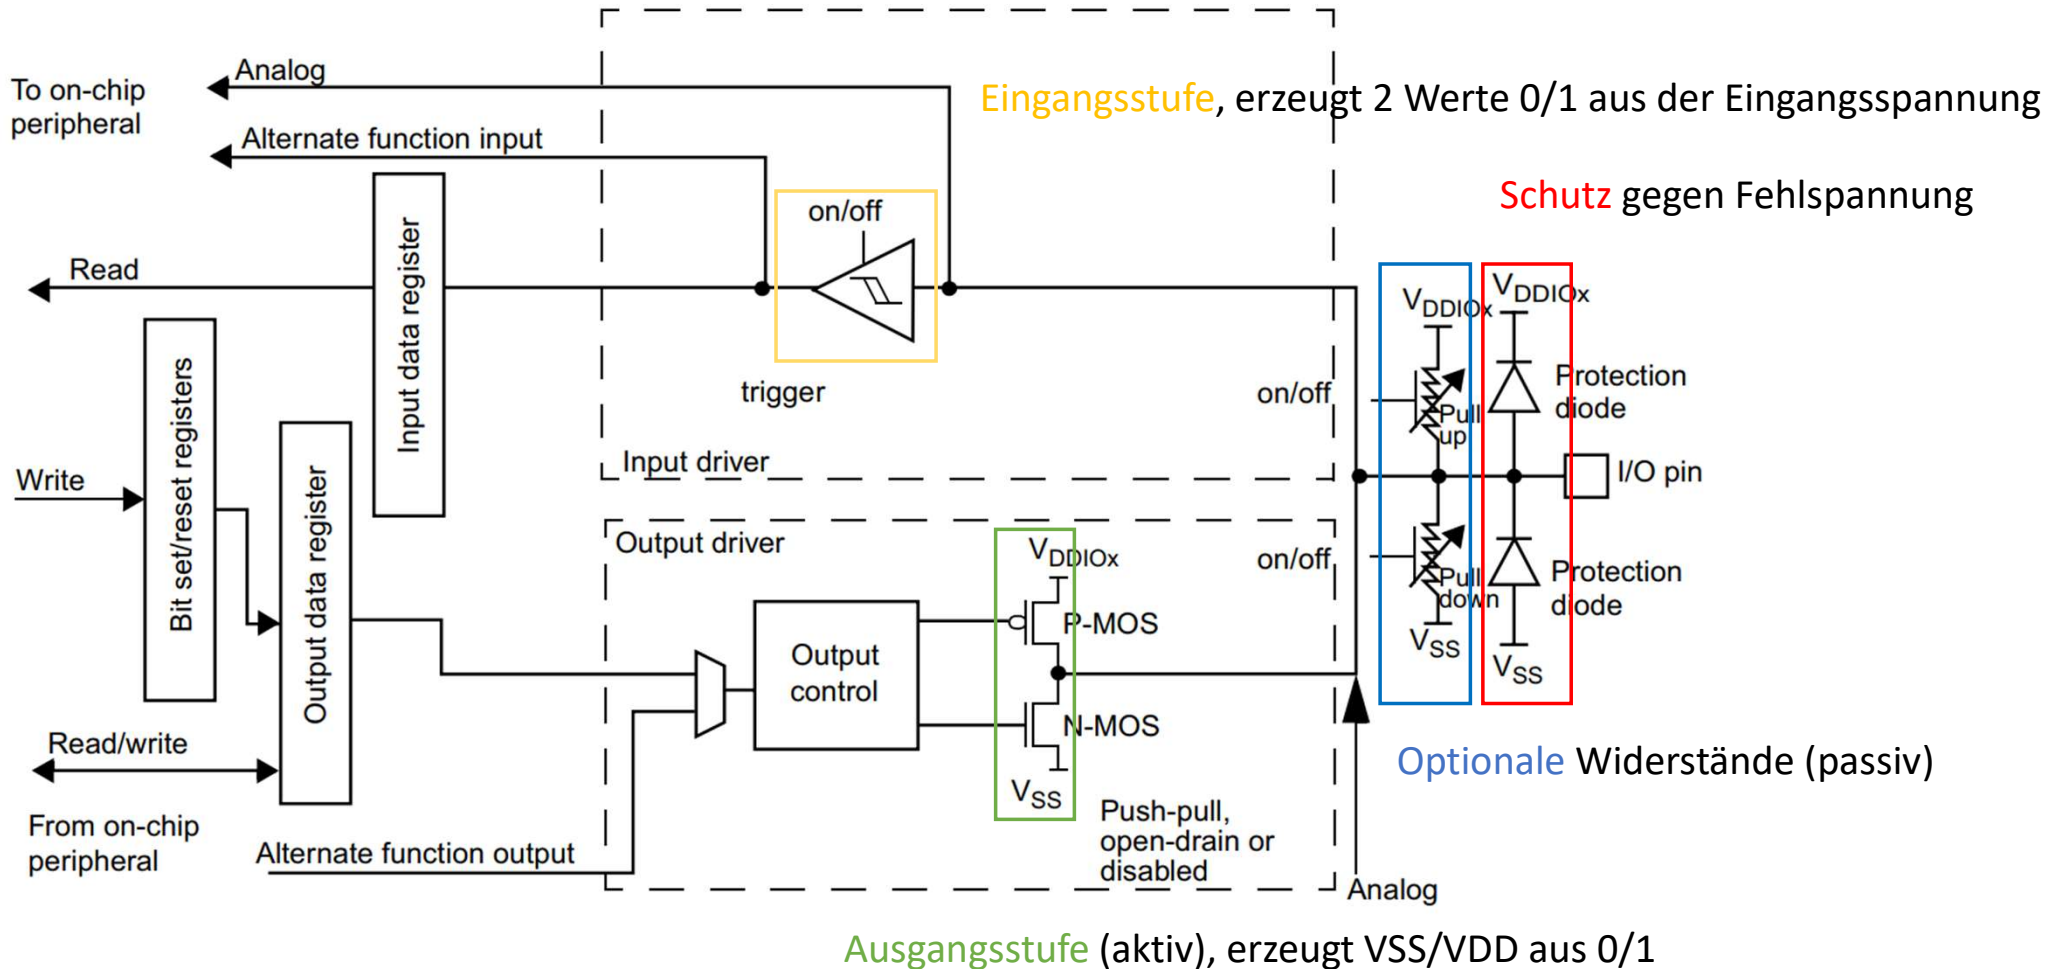 Analog
To on-chip
peripheral
Eingangsstufe, erzeugt 2 Werte 0/1 aus der Eingangsspannung
Alternate function input
Schutz gegen Fehlspannung
on/off
Input data register
Read
VDDIOx
VDDIOx
Bit set/reset registers
trigger
on/off
Protection
diode
Pull
up
Input driver
Write
I/O pin
Output data register
Output driver
VDDIOx
on/off
Pull
down
Protection
diode
P-MOS
VSS
VSS
Output
control
N-MOS
Read/write
VSS
Optionale Widerstände (passiv)
Push-pull,
open-drain or
disabled
From on-chip
peripheral
Alternate function output
Analog
Ausgangsstufe (aktiv), erzeugt VSS/VDD aus 0/1